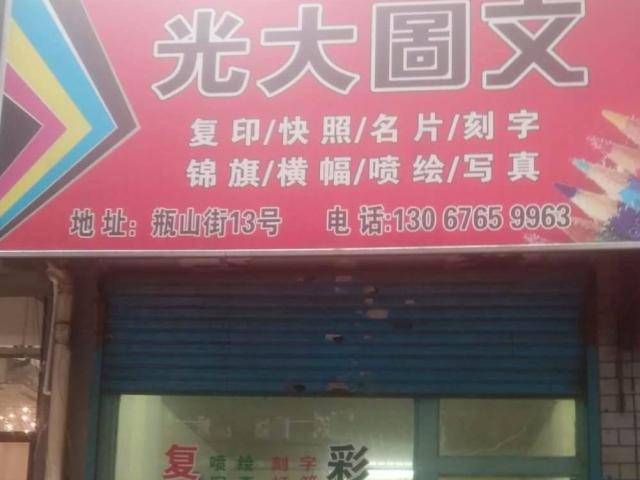 光大圖文
复印/快照/名片/刻字
锦旗/横幅/喷绘/写真
地址：瓶山街13号 电话:130 6765 9963
复 喷绘 刻字 彩